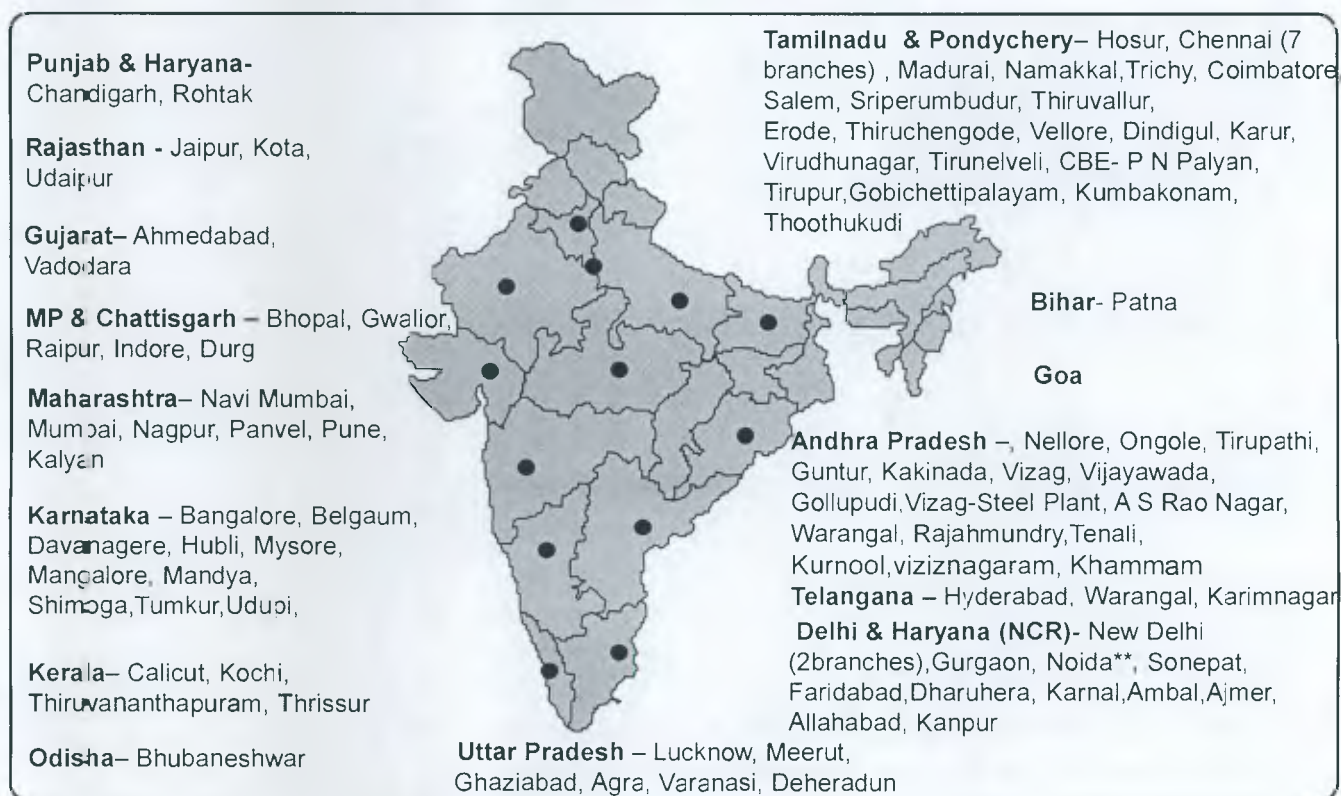 Punjab & Haryana-
Chandigarh, Rohtak
Rajasthan - Jaipur, Kota,
Udaipur
Gujarat– Ahmedabad,
Vadodara
MP & Chattisgarh – Bhopal, Gwalior,
Raipur, Indore, Durg
Maharashtra– Navi Mumbai,
Mumbai, Nagpur, Panvel, Pune,
Kalyan
Karnataka – Bangalore, Belgaum,
Davanagere, Hubli, Mysore,
Mangalore, Mandya,
Shimoga,Tumkur,Udupi,
Kerala– Calicut, Kochi,
Thiruvananthapuram, Thrissur
Odisha– Bhubaneshwar
Tamilnadu & Pondychery– Hosur, Chennai (7
branches) , Madurai, Namakkal,Trichy, Coimbatore,
Salem, Sriperumbudur, Thiruvallur,
Erode, Thiruchengode, Vellore, Dindigul, Karur,
Virudhunagar, Tirunelveli, CBE- P N Palyan,
Tirupur,Gobichettipalayam, Kumbakonam,
Thoothukudi
Bihar- Patna
Goa
Andhra Pradesh –, Nellore, Ongole, Tirupathi,
Guntur, Kakinada, Vizag, Vijayawada,
Gollupudi,Vizag-Steel Plant, A S Rao Nagar,
Warangal, Rajahmundry,Tenali,
Kurnool,viziznagaram, Khammam
Telangana – Hyderabad, Warangal, Karimnagar
Delhi & Haryana (NCR)- New Delhi
(2branches),Gurgaon, Noida**, Sonepat,
Faridabad,Dharuhera, Karnal,Ambal,Ajmer,
Allahabad, Kanpur
Uttar Pradesh – Lucknow, Meerut,
Ghaziabad, Agra, Varanasi, Deheradun